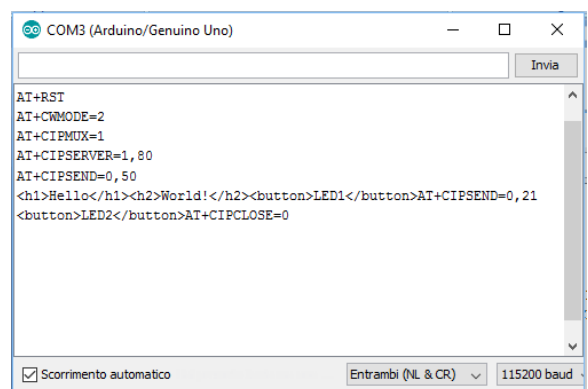 COM3 (Arduino/Genuino Uno)
Invia
AT+RST
AT+CWMODE=2
AT+CIPMUX=1
AT+CIPSERVER=1,80
AT+CIPSEND=0,50
<h1>Hello</h1><h2>World!</h2><button>LED1</button>AT+CIPSEND=0,21
<button>LED2</button>AT+CIPCLOSE=0
Scorrimento automatico
Entrambi (NL & CR)
115200 baud